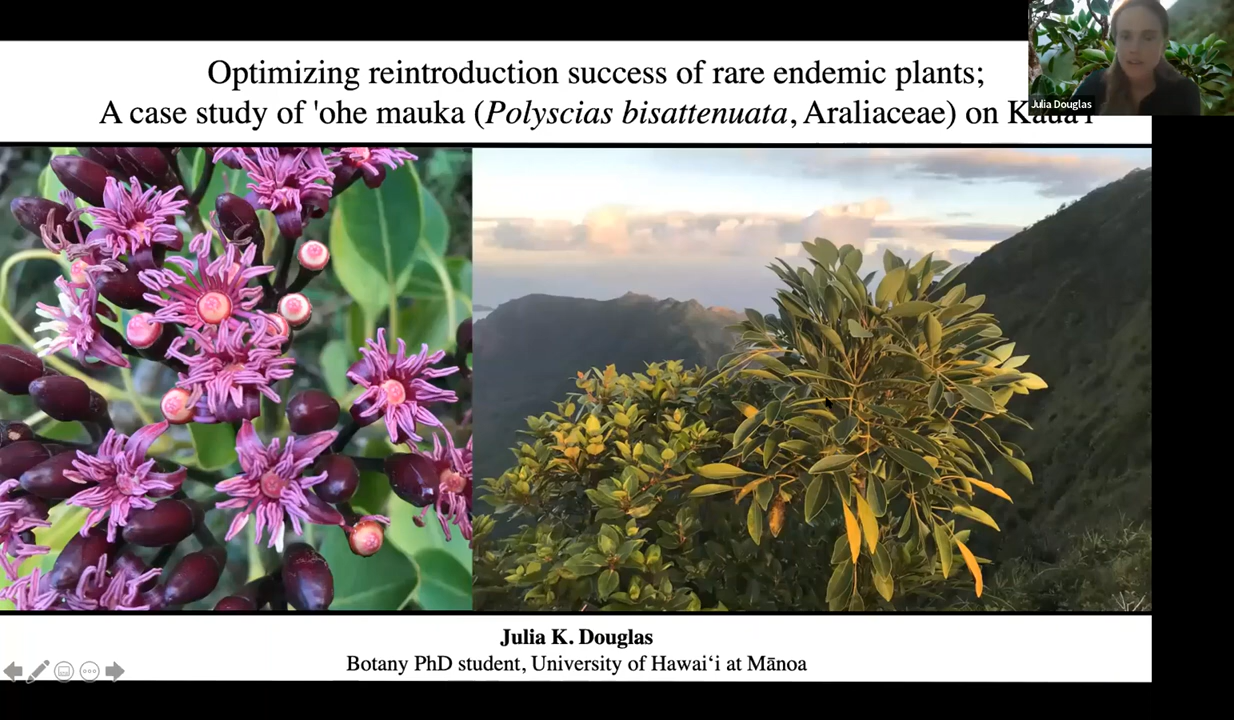 Optimizing reintroduction success of rare endemic plants;
A case study of 'ohe mauka (Polyscias bisattenuata, Araliaceae) on Kaua'i
Julia Douglas
Julia K. Douglas
Botany PhD student, University of Hawai‘i at Mānoa